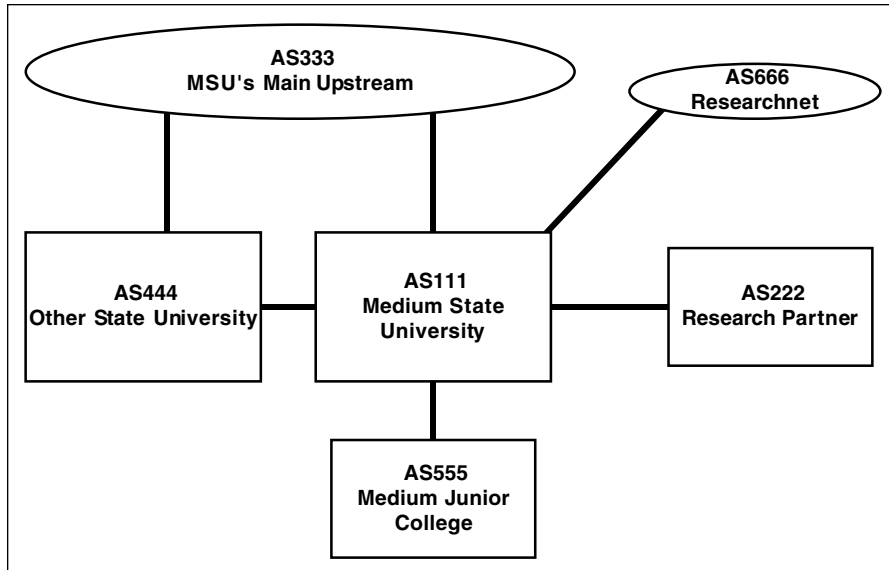 AS333
MSU's Main Upstream
AS666
Researchnet
AS444
Other State University
AS111
Medium State
University
AS222
Research Partner
AS555
Medium Junior
College